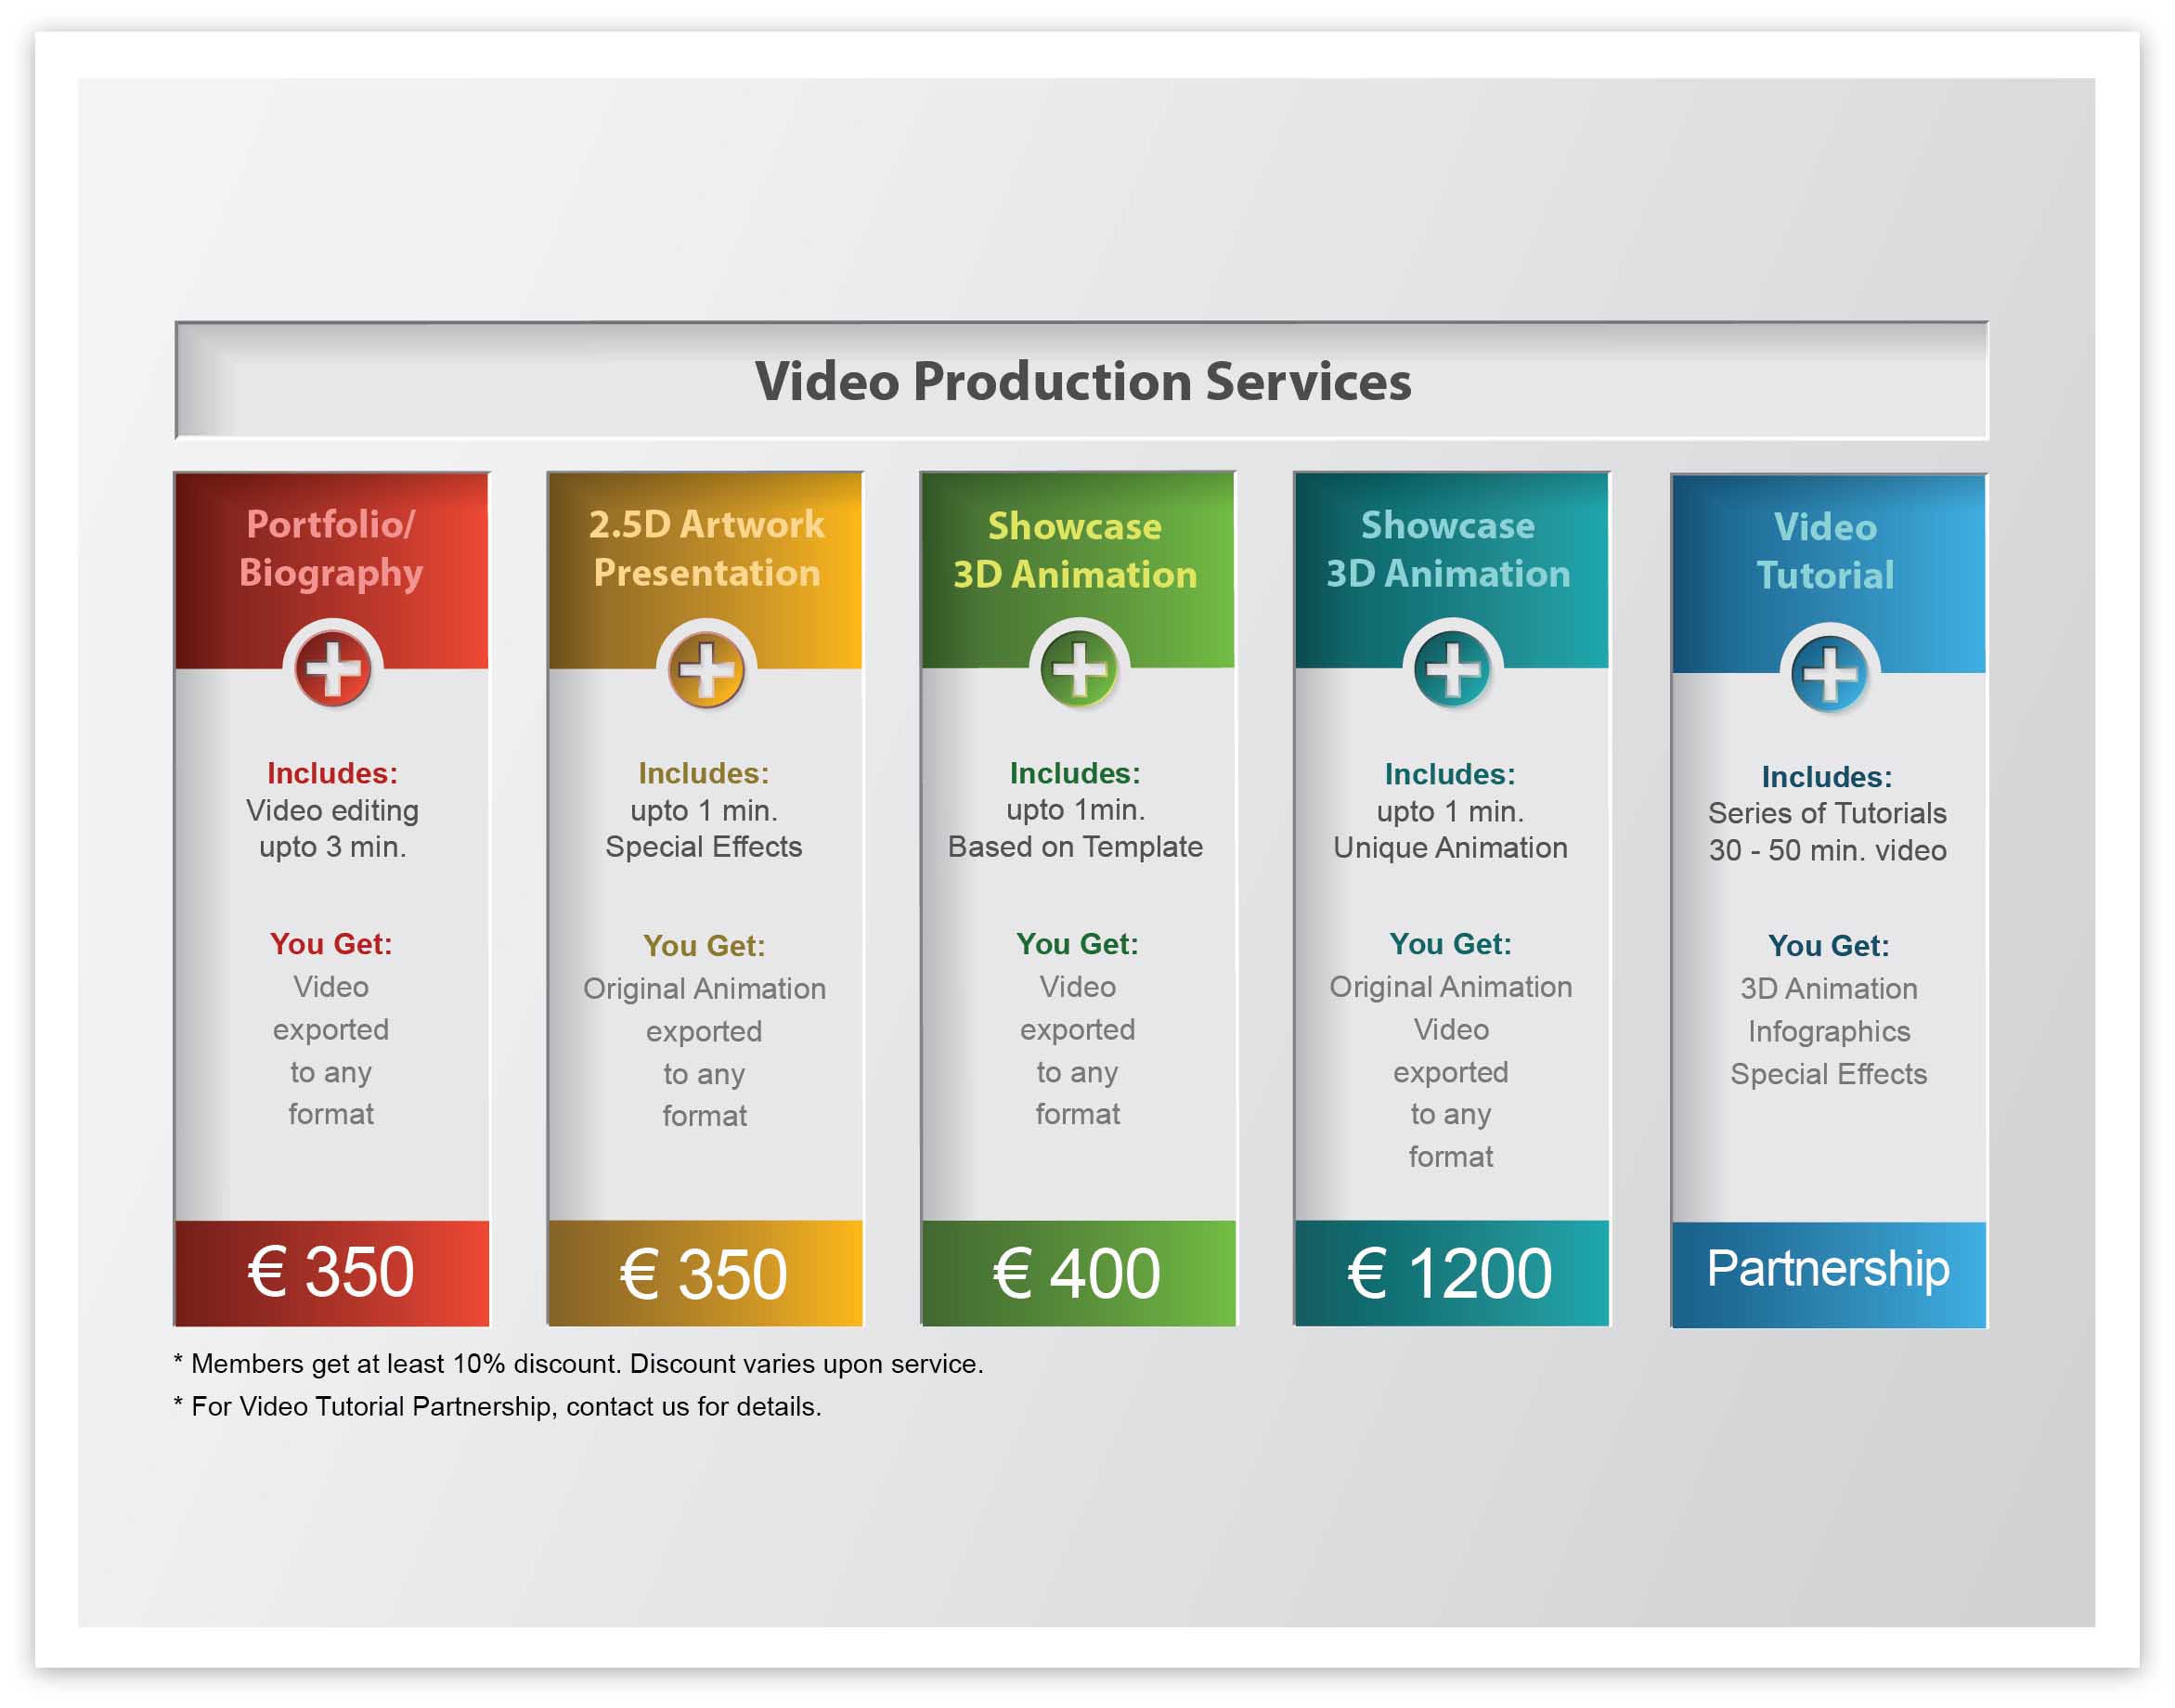 Video Production Services
Portfolio/
Biography
Includes:
Video editing
upto 3 min.
You Get:
Video
exported
to any
format
€ 350
2.5D Artwork
Presentation
Includes:
upto 1 min.
Special Effects
You Get:
Original Animation
exported
to any
format
€ 350
Showcase
3D Animation
Includes:
upto 1min.
Based on Template
You Get:
Video
exported
to any
format
€ 400
Showcase
3D Animation
Includes:
upto 1 min.
Unique Animation
You Get:
Original Animation
Video
exported
to any
format
€ 1200
Video
Tutorial
Includes:
Series of Tutorials
30 - 50 min. video
You Get:
3D Animation
Infographics
Special Effects
Partnership
* Members get at least 10% discount. Discount varies upon service.
* For Video Tutorial Partnership, contact us for details.